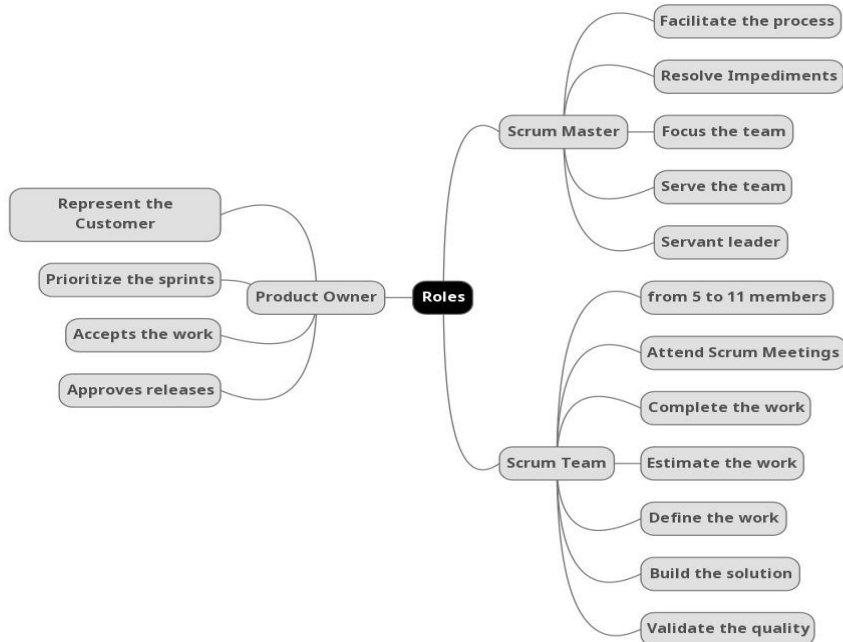 Roles
Product Owner
Represent the
Customer
Prioritize the sprints
Accepts the work
Approves releases
Scrum Master
Facilitate the process
Resolve Impediments
Focus the team
Serve the team
Servant leader
Scrum Team
from 5 to 11 members
Attend Scrum Meetings
Complete the work
Estimate the work
Define the work
Build the solution
Validate the quality